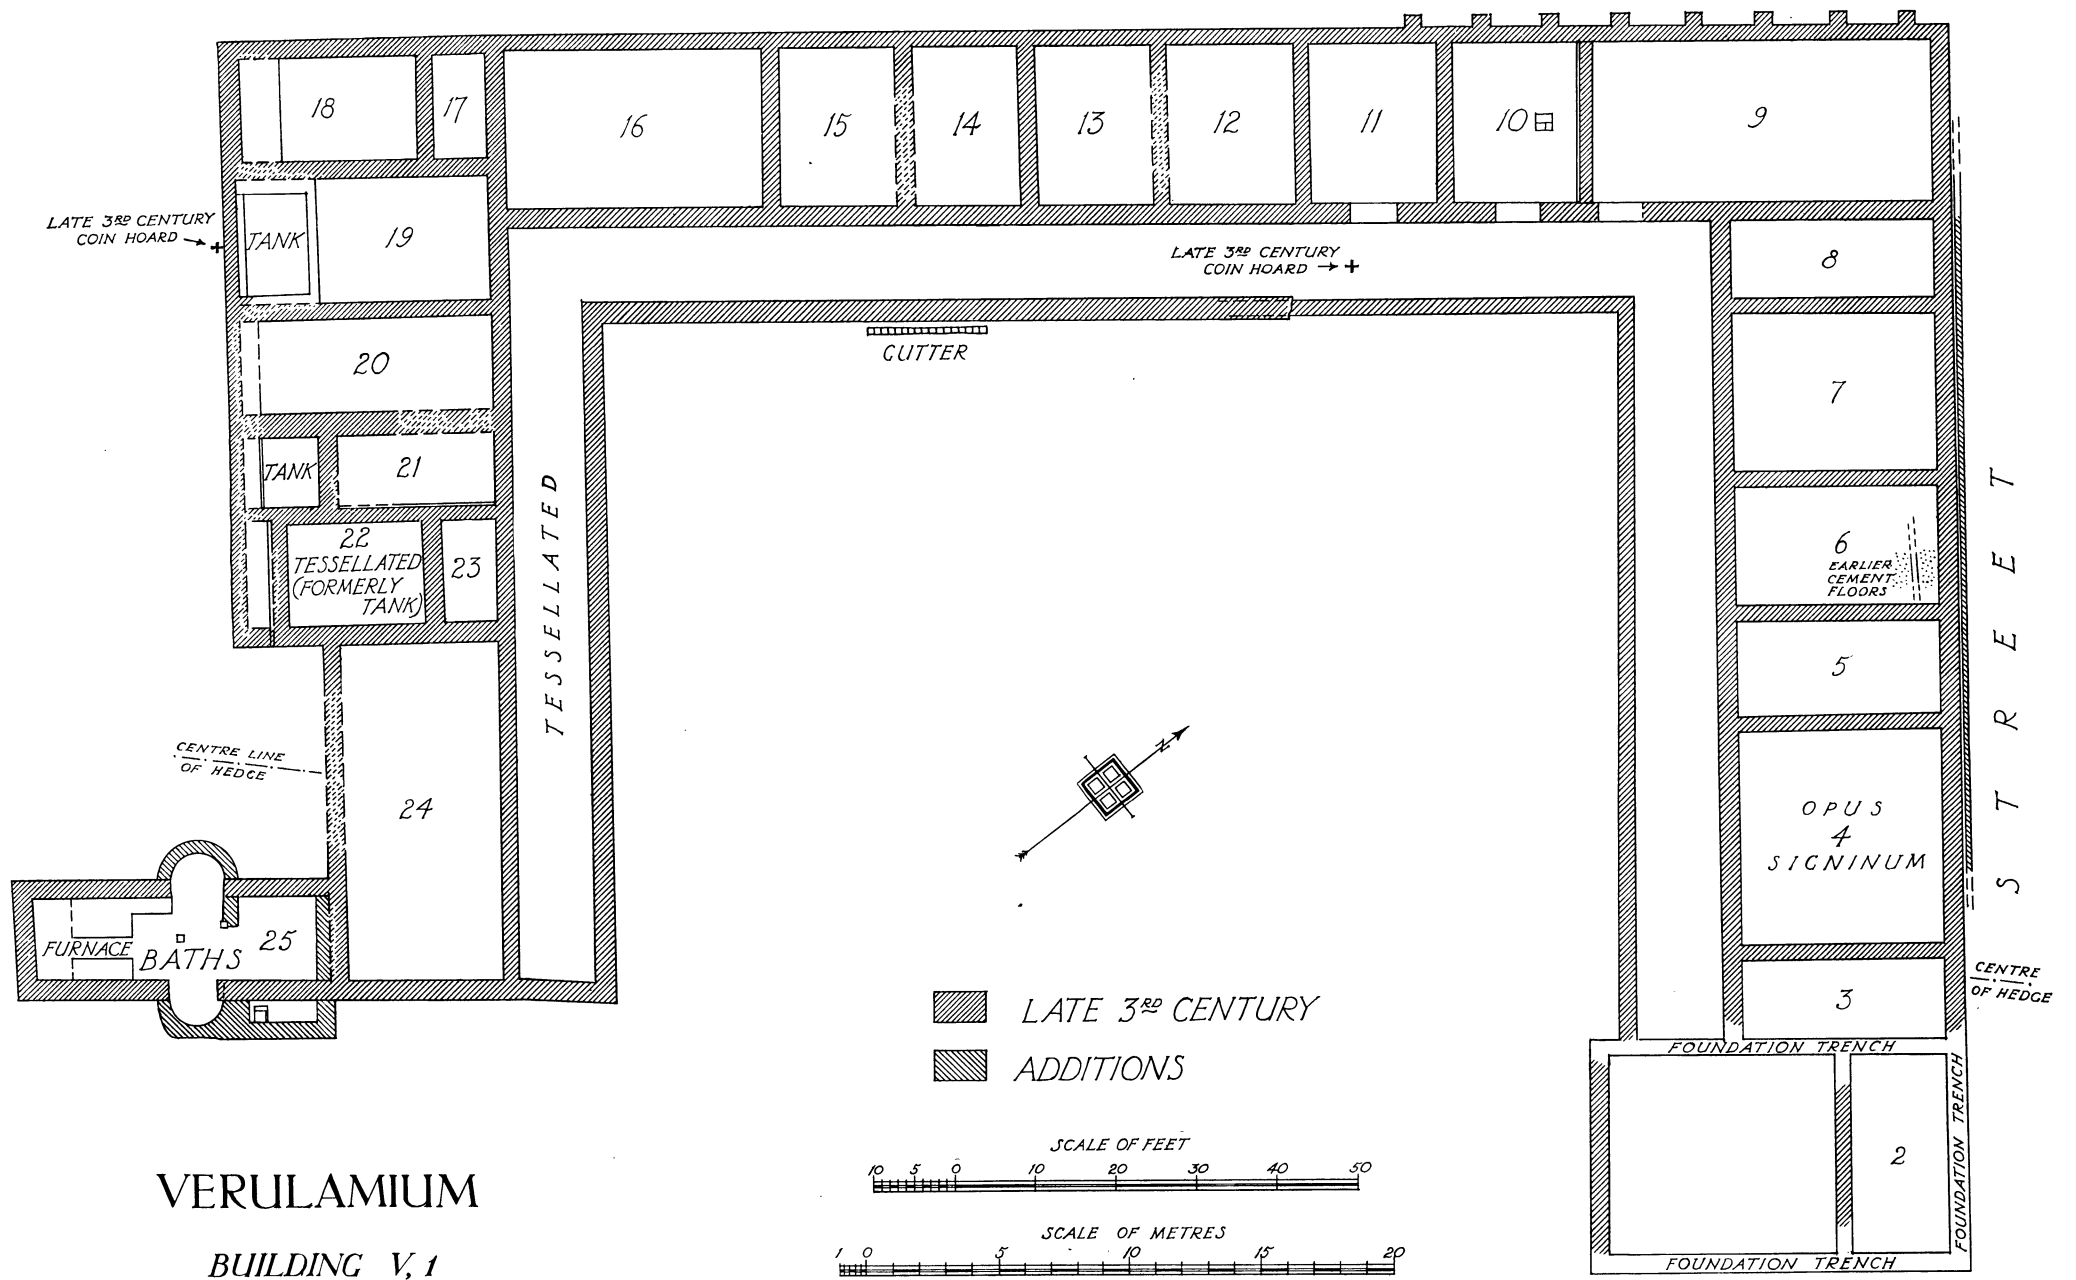 18
17
16
15
14
13
12
11
10
9
LATE 3RD CENTURY
COIN HOARD
TANK
19
LATE 3RD CENTURY
COIN HOARD
8
20
GUTTER
7
TANK
21
TESSELLATED
STREET
22
TESSELLATED
(FORMERLY
TANK)
23
6
EARLIER
CEMENT
FLOORS
5
N
CENTRE LINE
OF HEDGE
24
OPUS
4
SIGNINUM
FURNACE
BATHS
25
CENTRE
OF HEDGE
3
LATE 3RD CENTURY
ADDITIONS
FOUNDATION TRENCH
FOUNDATION TRENCH
2
FOUNDATION TRENCH
SCALE OF FEET
10 5 0 10 20 30 40 50
SCALE OF METRES
1 0 5 10 15 20
VERULAMIUM
BUILDING V, 1